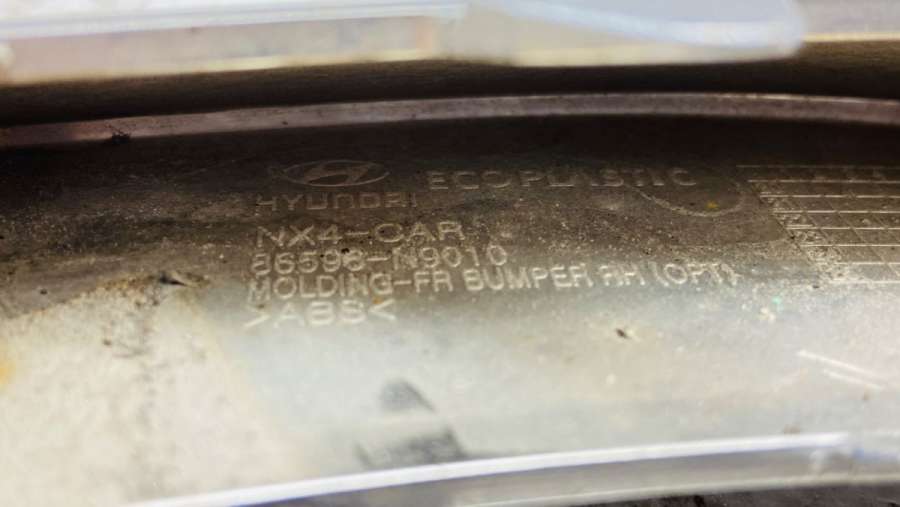 HYUNDAI ECOPLASTIC
NX4-CAR
86596-N9010
MOLDING-FR BUMPER RH (OPT)
>ABS<